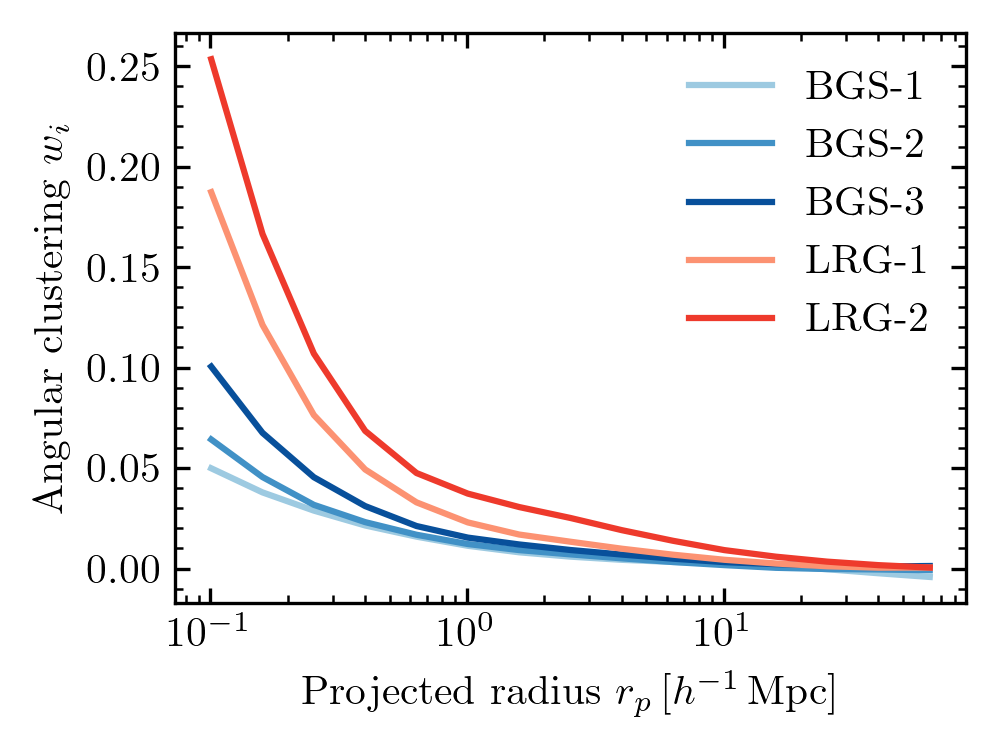 0.25
0.20
0.15
0.10
0.05
0.00
Angular clustering $w_i$
BGS-1
BGS-2
BGS-3
LRG-1
LRG-2
$10^{-1}$ $10^0$ $10^1$
Projected radius $r_p\,[h^{-1}\,\mathrm{Mpc}]$